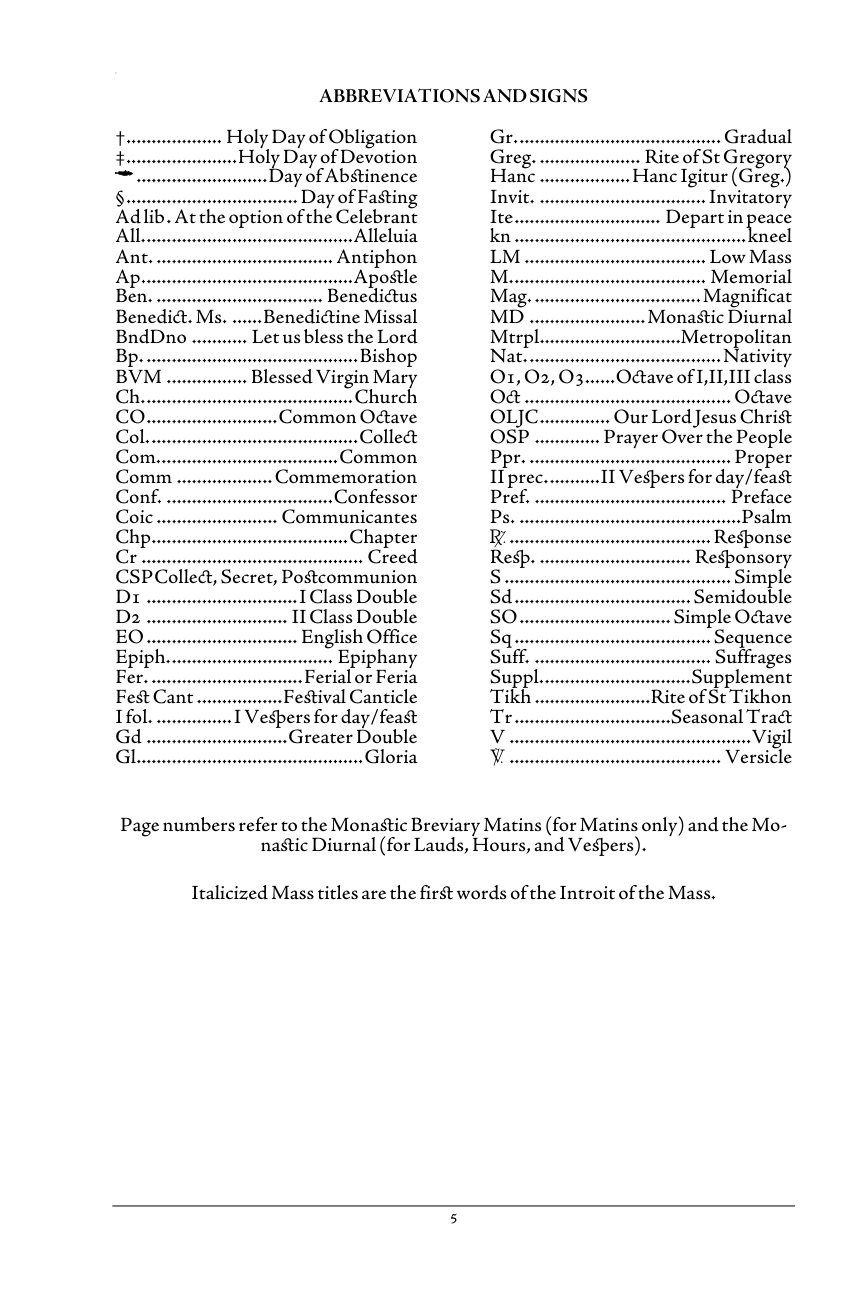 ABBREVIATIONS AND SIGNS
†................... Holy Day of Obligation
‡......................Holy Day of Devotion
..........................Day of Abstinence
§.................................. Day of Fasting
Ad lib. At the option of the Celebrant
All..........................................Alleluia
Ant. ................................... Antiphon
Ap..........................................Apostle
Ben. ................................. Benedictus
Benedict. Ms. ......Benedictine Missal
BndDno ........... Let us bless the Lord
Bp. ..........................................Bishop
BVM ................ Blessed Virgin Mary
Ch..........................................Church
CO..........................Common Octave
Col..........................................Collect
Com....................................Common
Comm ...................Commemoration
Conf. .................................Confessor
Coic ........................ Communicantes
Chp.......................................Chapter
Cr ............................................ Creed
CSPCollect, Secret, Postcommunion
D1 ..............................I Class Double
D2 ............................ II Class Double
EO.............................. English Office
Epiph................................. Epiphany
Fer. ..............................Ferial or Feria
Fest Cant .................Festival Canticle
I fol. ...............I Vespers for day/feast
Gd ............................Greater Double
Gl.............................................Gloria
Gr......................................... Gradual
Greg. .................... Rite of St Gregory
Hanc ..................Hanc Igitur (Greg.)
Invit. ................................. Invitatory
Ite............................. Depart in peace
kn ..............................................kneel
LM .................................... Low Mass
M....................................... Memorial
Mag. .................................Magnificat
MD .......................Monastic Diurnal
Mtrpl............................Metropolitan
Nat.......................................Nativity
O1, O2, O3......Octave of I,II,III class
Oct ......................................... Octave
OLJC.............. Our Lord Jesus Christ
OSP ............. Prayer Over the People
Ppr. ........................................ Proper
II prec...........II Vespers for day/feast
Pref. ...................................... Preface
Ps. ............................................Psalm
℟ ........................................ Response
Resp. .............................. Responsory
S ............................................. Simple
Sd...................................Semidouble
SO.............................. Simple Octave
Sq....................................... Sequence
Suff. ................................... Suffrages
Suppl..............................Supplement
Tikh .......................Rite of St Tikhon
Tr...............................Seasonal Tract
V ................................................Vigil
℣ .......................................... Versicle
Page numbers refer to the Monastic Breviary Matins (for Matins only) and the Mo-
nastic Diurnal (for Lauds, Hours, and Vespers).
Italicized Mass titles are the first words of the Introit of the Mass.
5